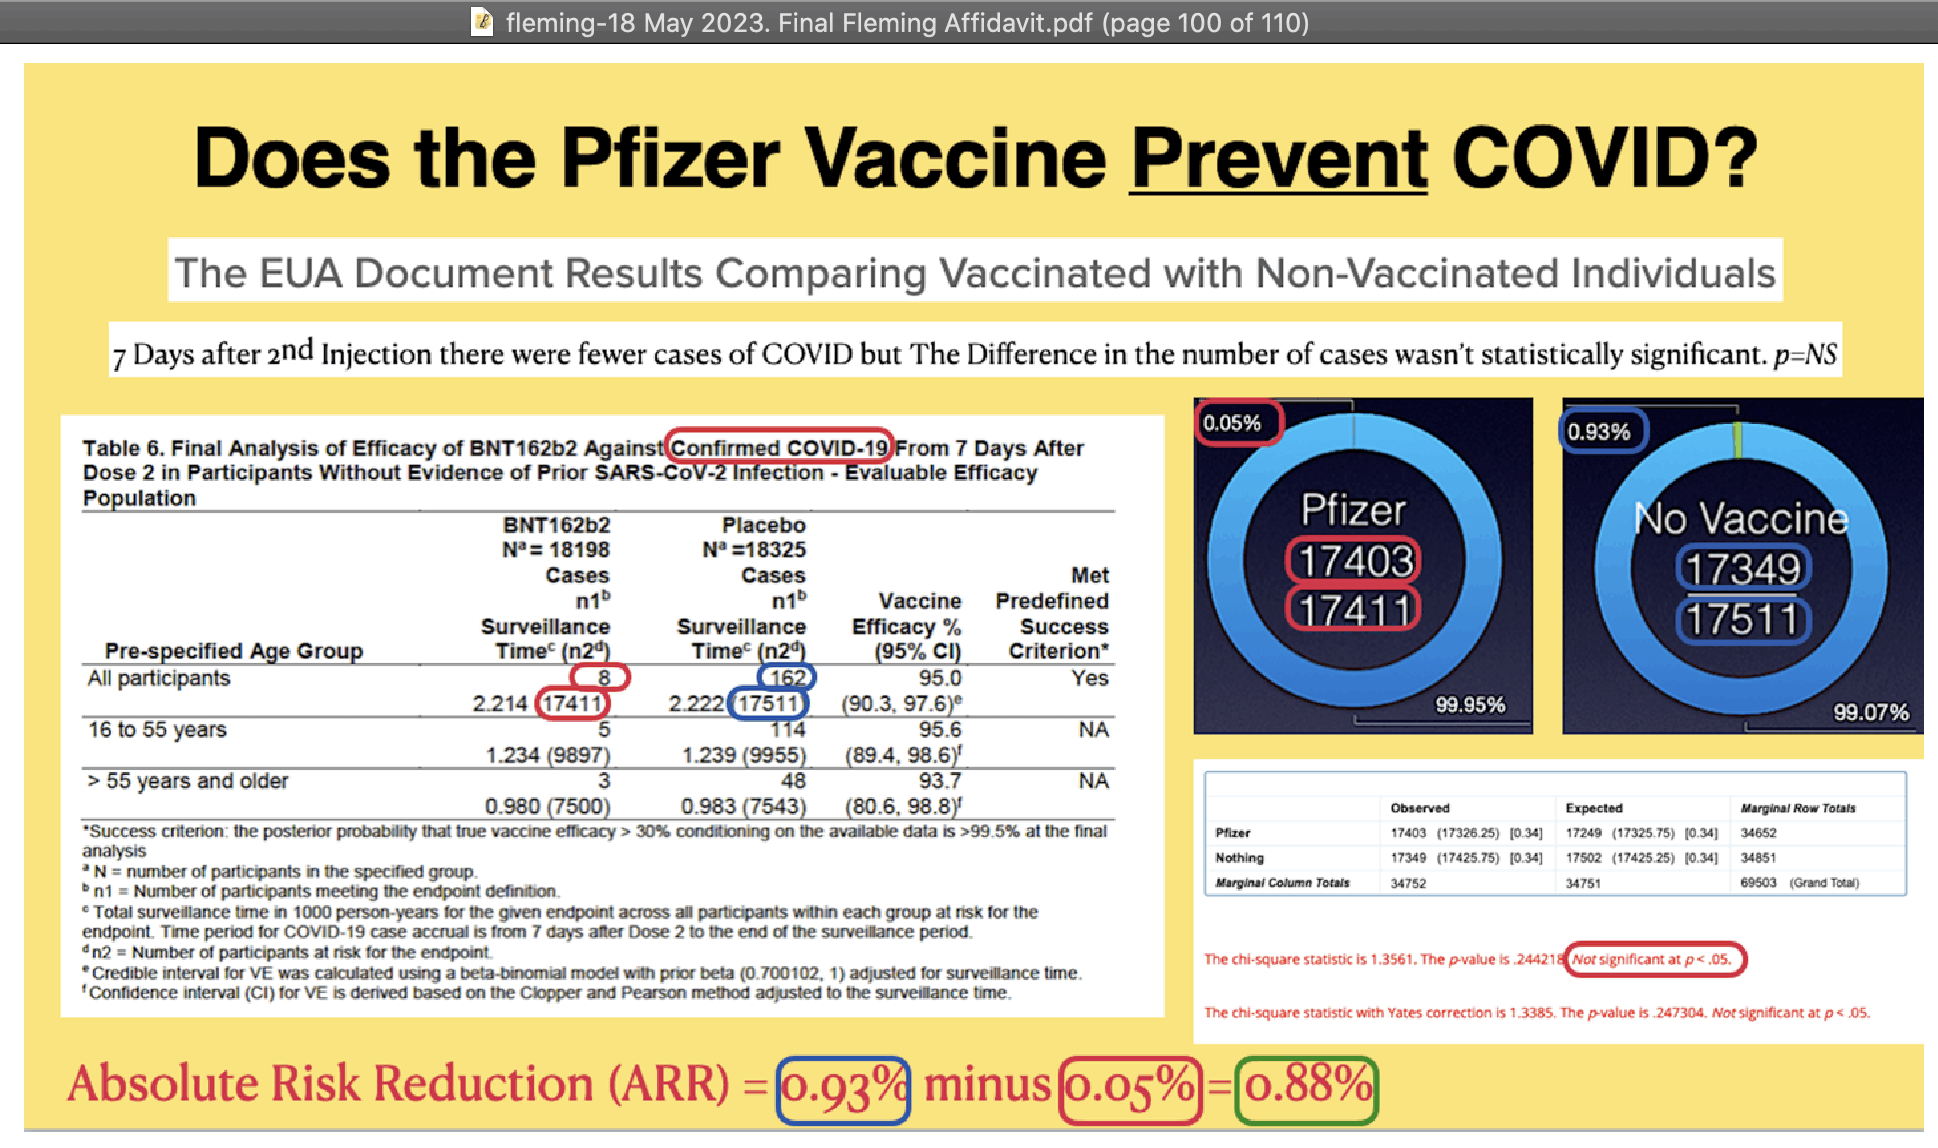 fleming-18 May 2023. Final Fleming Affidavit.pdf (page 100 of 110)
Does the Pfizer Vaccine Prevent COVID?
The EUA Document Results Comparing Vaccinated with Non-Vaccinated Individuals
7 Days after 2nd Injection there were fewer cases of COVID but The Difference in the number of cases wasn't statistically significant. p=NS
Table 6. Final Analysis of Efficacy of BNT162b2 Against Confirmed COVID-19 From 7 Days After
Dose 2 in Participants Without Evidence of Prior SARS-CoV-2 Infection - Evaluable Efficacy
Population
BNT162b2 Placebo
Nᵃ = 18198 Nᵃ =18325
Cases Cases Met
n1ᵇ n1ᵇ Vaccine Predefined
Surveillance Surveillance Efficacy % Success
Pre-specified Age Group Timeᶜ (n2ᵈ) Timeᶜ (n2ᵈ) (95% CI) Criterion*
All participants 8 162 95.0 Yes
2.214 (17411) 2.222 (17511) (90.3, 97.6)ᵉ
16 to 55 years 5 114 95.6 NA
1.234 (9897) 1.239 (9955) (89.4, 98.6)ᶠ
> 55 years and older 3 48 93.7 NA
0.980 (7500) 0.983 (7543) (80.6, 98.8)ᶠ
*Success criterion: the posterior probability that true vaccine efficacy > 30% conditioning on the available data is >99.5% at the final
analysis
ᵃ N = number of participants in the specified group.
ᵇ n1 = Number of participants meeting the endpoint definition.
ᶜ Total surveillance time in 1000 person-years for the given endpoint across all participants within each group at risk for the
endpoint. Time period for COVID-19 case accrual is from 7 days after Dose 2 to the end of the surveillance period.
ᵈ n2 = Number of participants at risk for the endpoint.
ᵉ Credible interval for VE was calculated using a beta-binomial model with prior beta (0.700102, 1) adjusted for surveillance time.
ᶠ Confidence interval (CI) for VE is derived based on the Clopper and Pearson method adjusted to the surveillance time.
0.05%
Pfizer
17403
17411
99.95%
0.93%
No Vaccine
17349
17511
99.07%
Observed Expected Marginal Row Totals
Pfizer 17403 (17326.25) [0.34] 17249 (17325.75) [0.34] 34652
Nothing 17349 (17425.75) [0.34] 17502 (17425.25) [0.34] 34851
Marginal Column Totals 34752 34751 69503 (Grand Total)
The chi-square statistic is 1.3561. The p-value is .244218 Not significant at p < .05.
The chi-square statistic with Yates correction is 1.3385. The p-value is .247304. Not significant at p < .05.
Absolute Risk Reduction (ARR) = 0.93% minus 0.05% = 0.88%